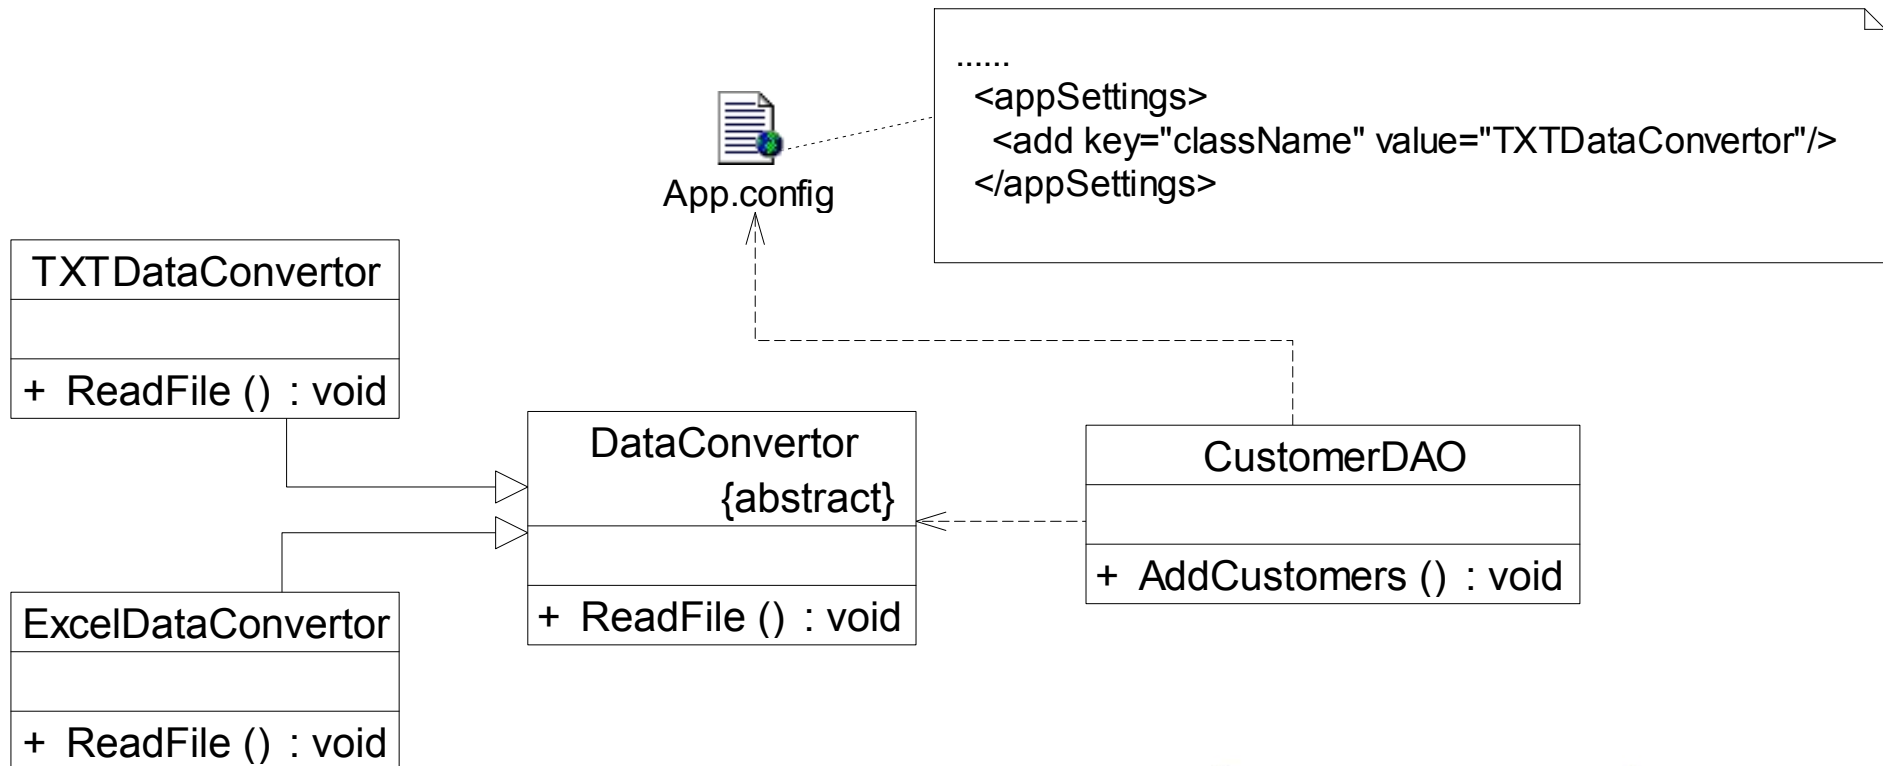 ......
<appSettings>
<add key="className" value="TXTDataConvertor"/>
</appSettings>
App.config
TXTDataConvertor
+ ReadFile () : void
DataConvertor
{abstract}
+ ReadFile () : void
CustomerDAO
+ AddCustomers () : void
ExcelDataConvertor
+ ReadFile () : void